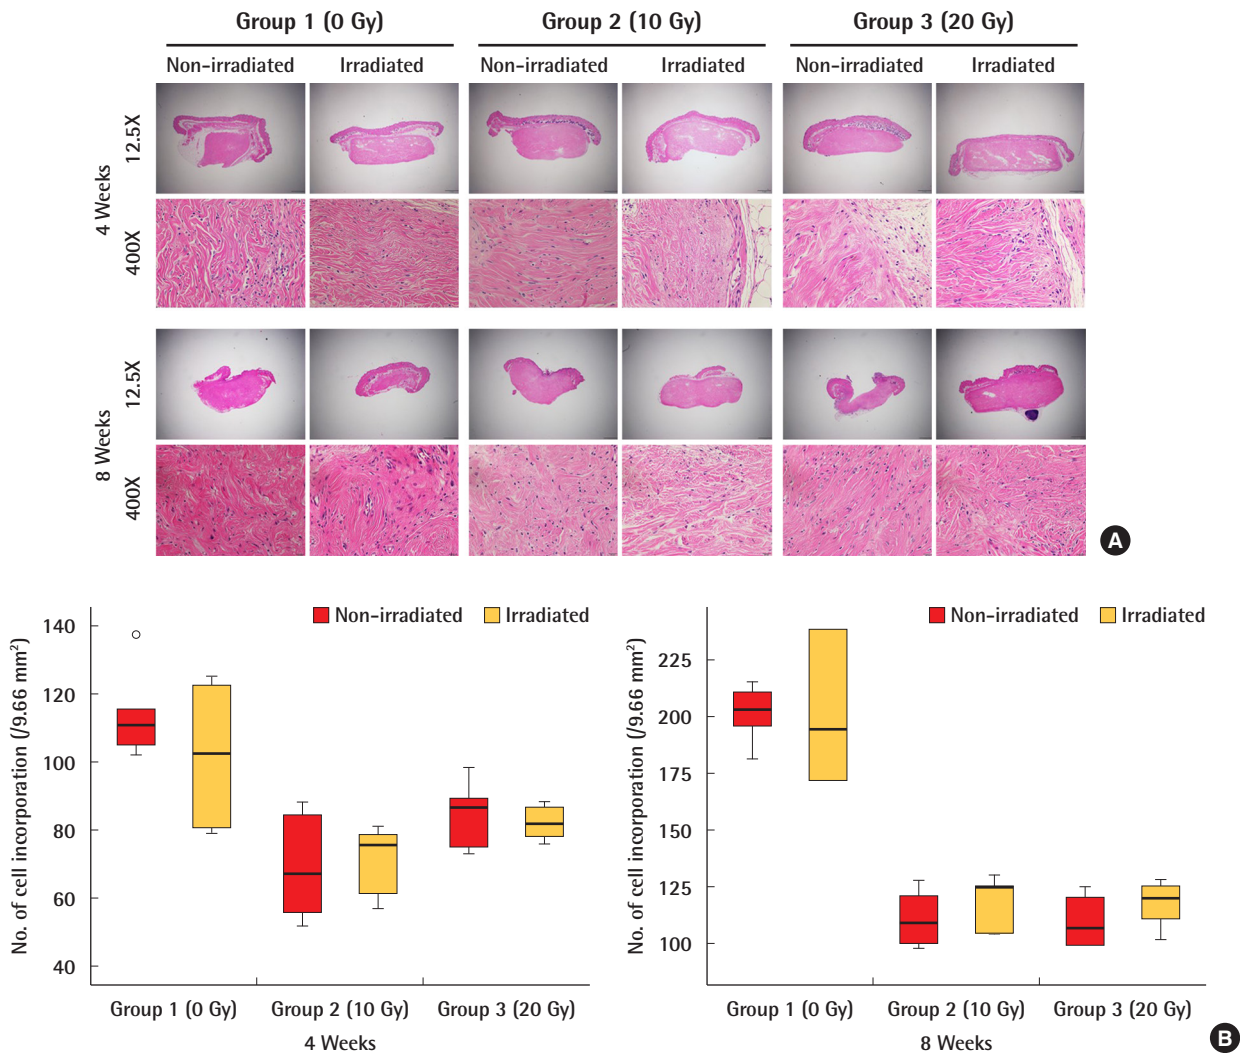 Group 1 (0 Gy) Group 2 (10 Gy) Group 3 (20 Gy)
Non-irradiated Irradiated Non-irradiated Irradiated Non-irradiated Irradiated
4 Weeks
12.5X
400X
8 Weeks
12.5X
400X
A
No. of cell incorporation (/9.66 mm²)
Non-irradiated Irradiated
140
120
100
80
60
40
Group 1 (0 Gy) Group 2 (10 Gy) Group 3 (20 Gy)
4 Weeks
No. of cell incorporation (/9.66 mm²)
Non-irradiated Irradiated
225
200
175
150
125
100
Group 1 (0 Gy) Group 2 (10 Gy) Group 3 (20 Gy)
8 Weeks
B